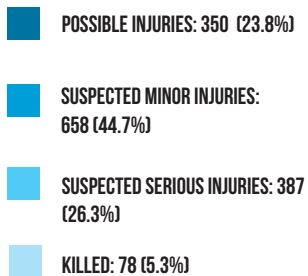 POSSIBLE INJURIES: 350 (23.8%)
SUSPECTED MINOR INJURIES:
658 (44.7%)
SUSPECTED SERIOUS INJURIES: 387
(26.3%)
KILLED: 78 (5.3%)